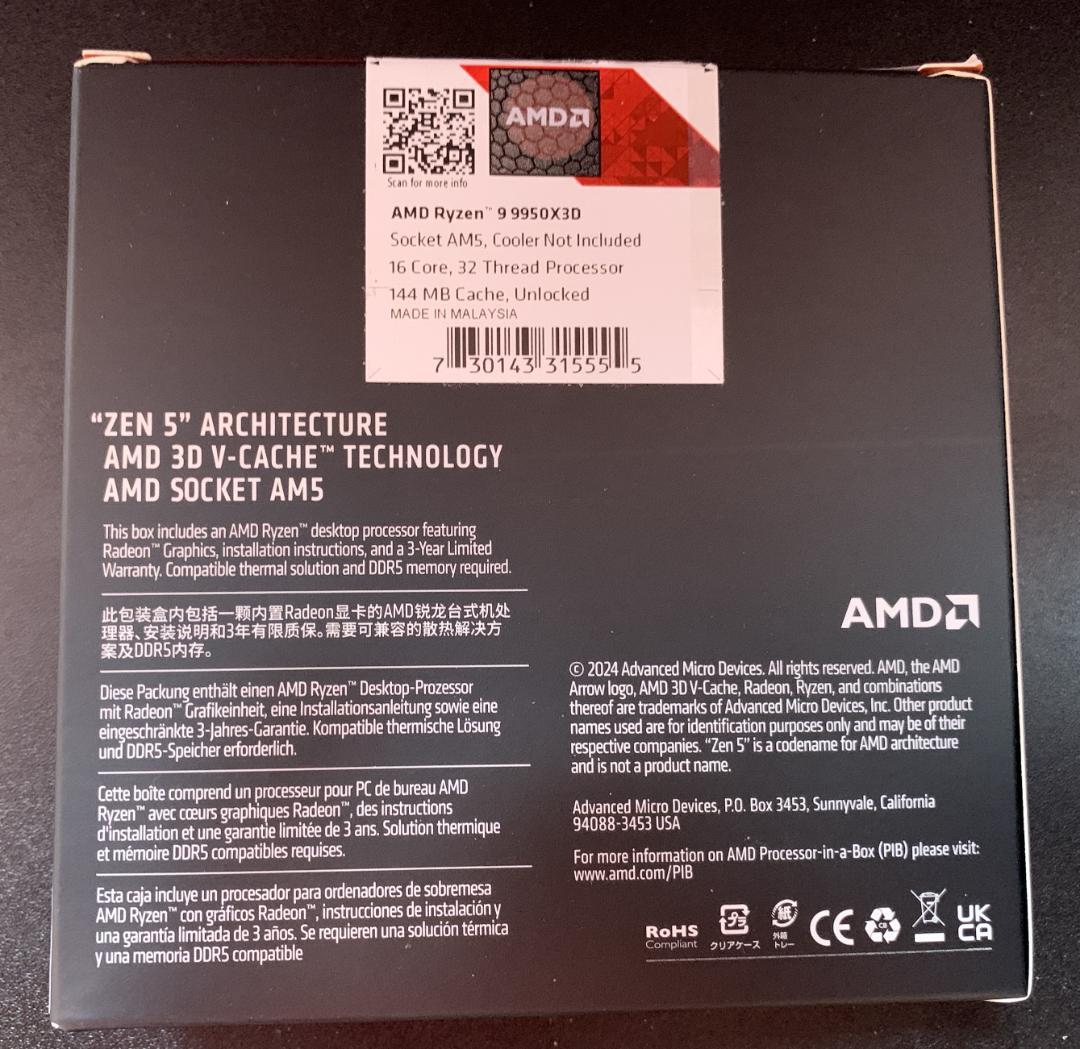 AMD
Scan for more info
AMD Ryzen™ 9 9950X3D
Socket AM5, Cooler Not Included
16 Core, 32 Thread Processor
144 MB Cache, Unlocked
MADE IN MALAYSIA
7 30143 31555 5
“ZEN 5” ARCHITECTURE
AMD 3D V-CACHE™ TECHNOLOGY
AMD SOCKET AM5
This box includes an AMD Ryzen™ desktop processor featuring
Radeon™ Graphics, installation instructions, and a 3-Year Limited
Warranty. Compatible thermal solution and DDR5 memory required.
此包装盒内包括一颗内置Radeon显卡的AMD锐龙台式机处
理器、安装说明和3年有限质保。需要可兼容的散热解决方
案及DDR5内存。
Diese Packung enthält einen AMD Ryzen™ Desktop-Prozessor
mit Radeon™ Grafikeinheit, eine Installationsanleitung sowie eine
eingeschränkte 3-Jahres-Garantie. Kompatible thermische Lösung
und DDR5-Speicher erforderlich.
Cette boîte comprend un processeur pour PC de bureau AMD
Ryzen™ avec cœurs graphiques Radeon™, des instructions
d'installation et une garantie limitée de 3 ans. Solution thermique
et mémoire DDR5 compatibles requises.
Esta caja incluye un procesador para ordenadores de sobremesa
AMD Ryzen™ con gráficos Radeon™, instrucciones de instalación y
una garantía limitada de 3 años. Se requieren una solución térmica
y una memoria DDR5 compatible
AMD
© 2024 Advanced Micro Devices. All rights reserved. AMD, the AMD
Arrow logo, AMD 3D V-Cache, Radeon, Ryzen, and combinations
thereof are trademarks of Advanced Micro Devices, Inc. Other product
names used are for identification purposes only and may be of their
respective companies. “Zen 5” is a codename for AMD architecture
and is not a product name.
Advanced Micro Devices, P.O. Box 3453, Sunnyvale, California
94088-3453 USA
For more information on AMD Processor-in-a-Box (PIB) please visit:
www.amd.com/PIB
RoHS
Compliant
プラ
クリアケース
紙
外箱
トレー
CE
CB
UK
CA